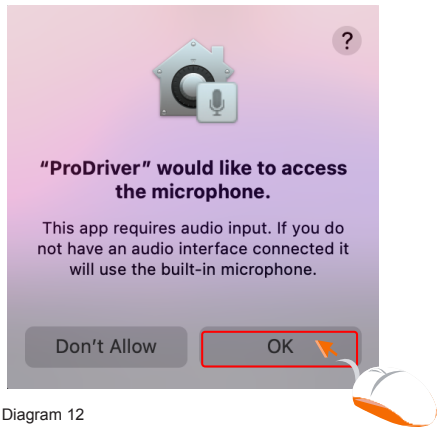 ?
“ProDriver” would like to access
the microphone.
This app requires audio input. If you do
not have an audio interface connected it
will use the built-in microphone.
Don’t Allow
OK
Diagram 12